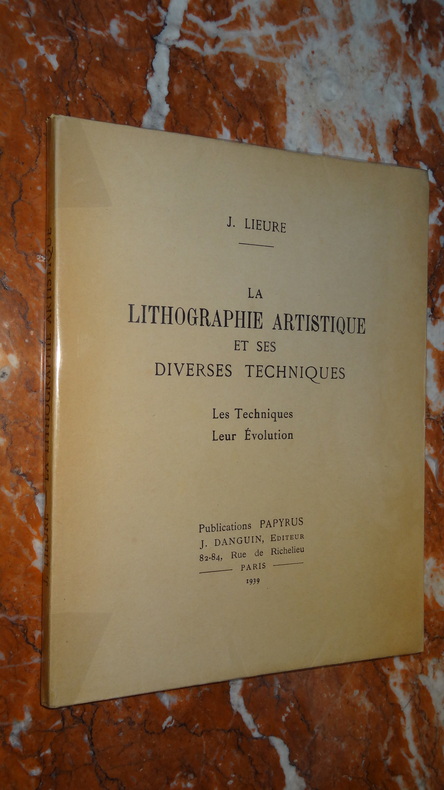 J. LIEURE
LA
LITHOGRAPHIE ARTISTIQUE
ET SES
DIVERSES TECHNIQUES
Les Techniques
Leur Évolution
Publications PAPYRUS
J. DANGUIN, EDITEUR
82-84, Rue de Richelieu
PARIS
1939
J. LIEURE LA LITHOGRAPHIE ARTISTIQUE